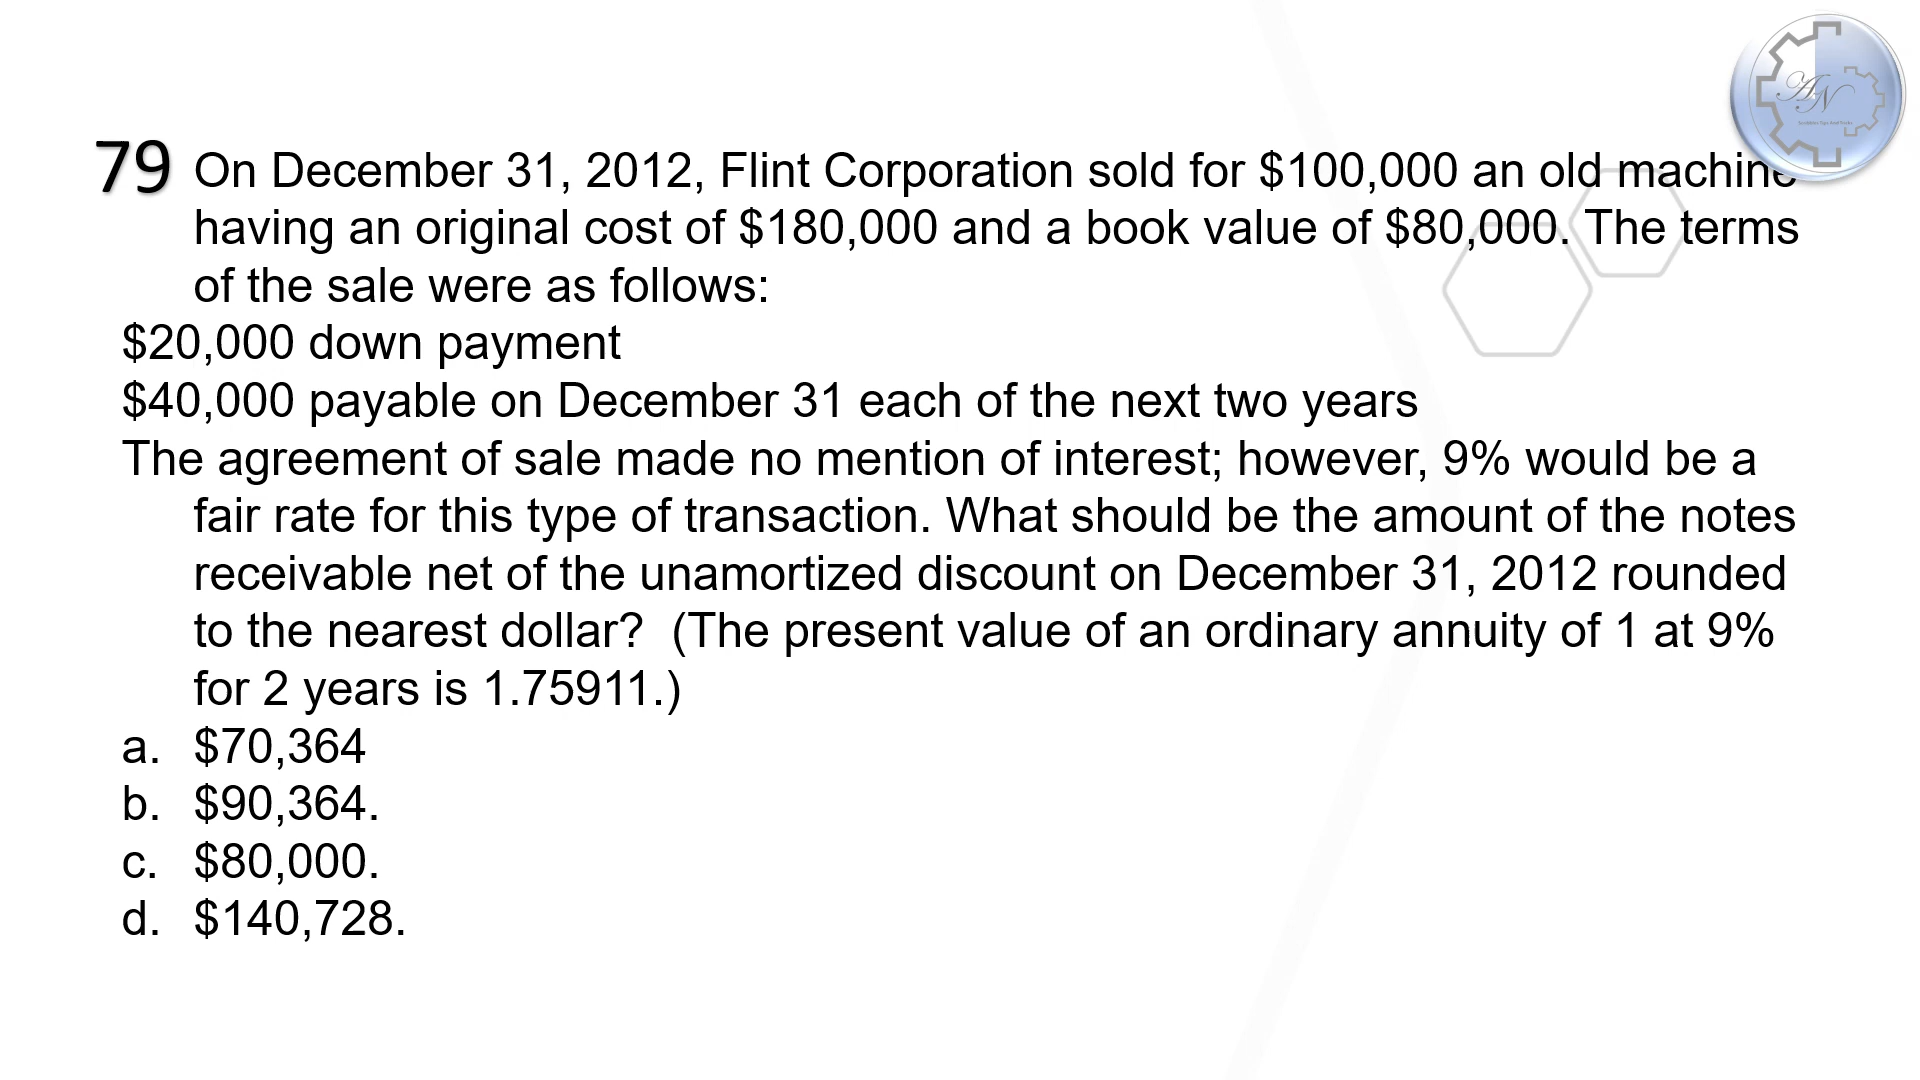 79 On December 31, 2012, Flint Corporation sold for $100,000 an old machine
having an original cost of $180,000 and a book value of $80,000. The terms
of the sale were as follows:
$20,000 down payment
$40,000 payable on December 31 each of the next two years
The agreement of sale made no mention of interest; however, 9% would be a
fair rate for this type of transaction. What should be the amount of the notes
receivable net of the unamortized discount on December 31, 2012 rounded
to the nearest dollar? (The present value of an ordinary annuity of 1 at 9%
for 2 years is 1.75911.)
a. $70,364
b. $90,364.
c. $80,000.
d. $140,728.
AN